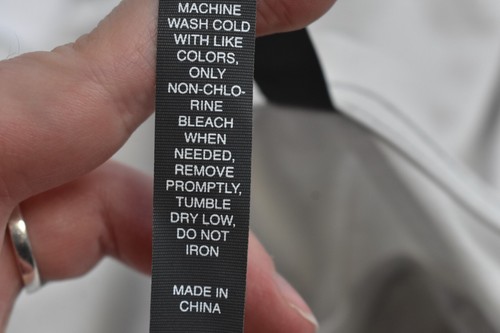 MACHINE
WASH COLD
WITH LIKE
COLORS,
ONLY
NON-CHLO-
RINE
BLEACH
WHEN
NEEDED,
REMOVE
PROMPTLY,
TUMBLE
DRY LOW,
DO NOT
IRON
MADE IN
CHINA